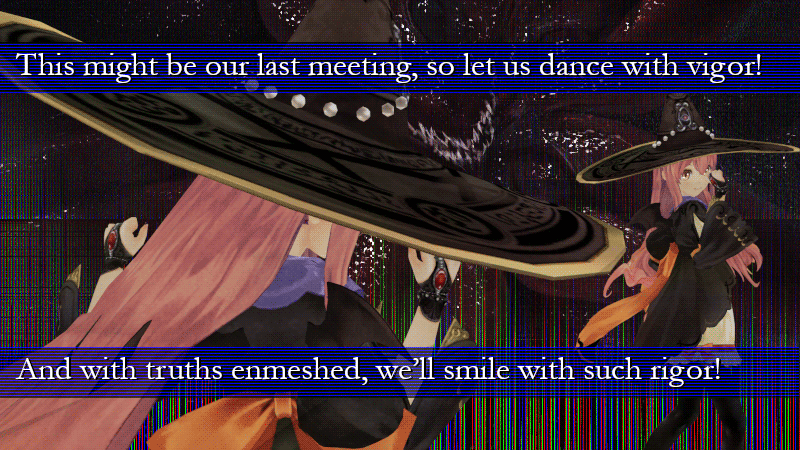 This might be our last meeting, so let us dance with vigor!
And with truths enmeshed, we'll smile with such rigor!